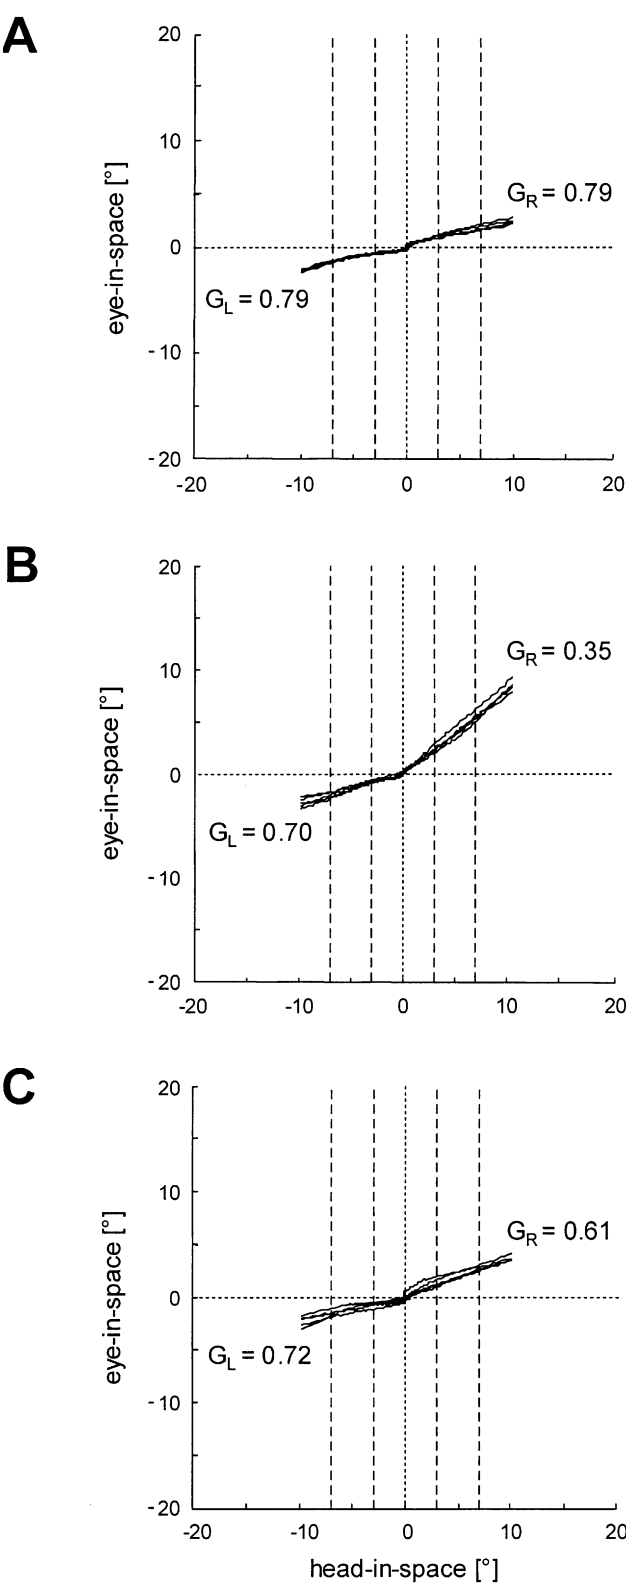 A
20
10
0
-10
-20
eye-in-space [°]
G_R = 0.79
G_L = 0.79
-20 -10 0 10 20
B
20
10
0
-10
-20
eye-in-space [°]
G_R = 0.35
G_L = 0.70
-20 -10 0 10 20
C
20
10
0
-10
-20
eye-in-space [°]
G_R = 0.61
G_L = 0.72
-20 -10 0 10 20
head-in-space [°]